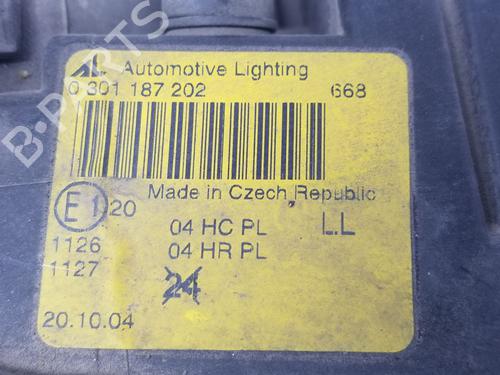 AL Automotive Lighting
0 301 187 202 668
Made in Czech Republic
E1 20
04 HC PL L.L
1126 04 HR PL
1127
24
20.10.04
B-PARTS